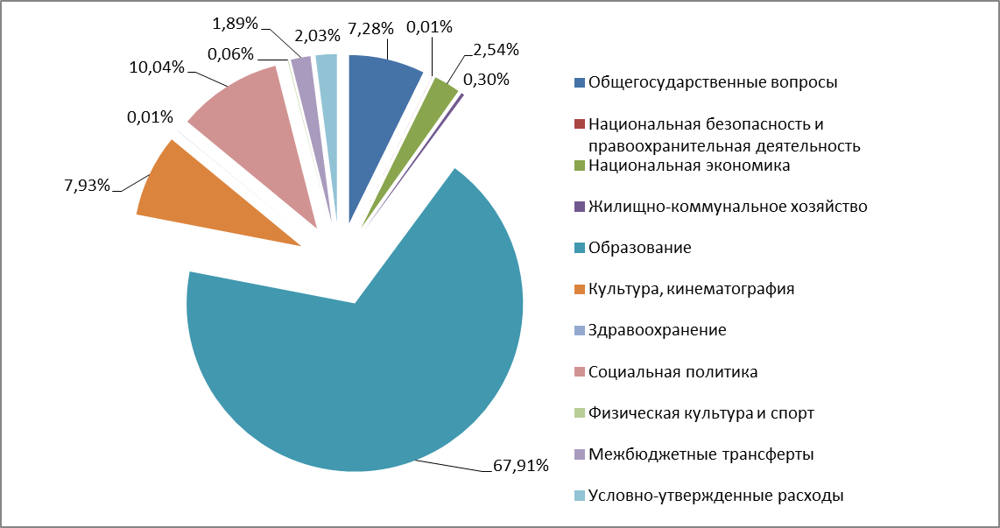 1,89%
2,03%
7,28%
0,01%
0,06%
2,54%
10,04%
0,30%
0,01%
7,93%
67,91%
Общегосударственные вопросы
Национальная безопасность и
правоохранительная деятельность
Национальная экономика
Жилищно-коммунальное хозяйство
Образование
Культура, кинематография
Здравоохранение
Социальная политика
Физическая культура и спорт
Межбюджетные трансферты
Условно-утвержденные расходы